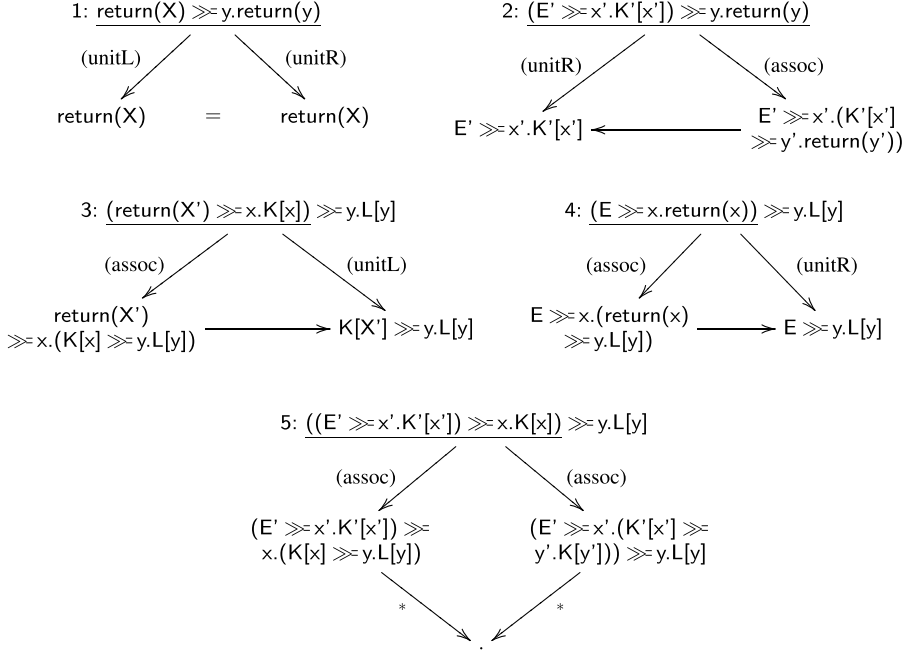 1: return(X) ≫= y.return(y)
2: (E' ≫= x'.K'[x']) ≫= y.return(y)
(unitL)
(unitR)
(unitR)
(assoc)
return(X)
=
return(X)
E' ≫= x'.K'[x']
E' ≫= x'.(K'[x']
≫= y'.return(y'))
3: (return(X') ≫= x.K[x]) ≫= y.L[y]
4: (E ≫= x.return(x)) ≫= y.L[y]
(assoc)
(unitL)
(assoc)
(unitR)
return(X')
≫= x.(K[x] ≫= y.L[y])
K[X'] ≫= y.L[y]
E ≫= x.(return(x)
≫= y.L[y])
E ≫= y.L[y]
5: ((E' ≫= x'.K'[x']) ≫= x.K[x]) ≫= y.L[y]
(assoc)
(assoc)
(E' ≫= x'.K'[x']) ≫=
x.(K[x] ≫= y.L[y])
(E' ≫= x'.(K'[x'] ≫=
y'.K[y'])) ≫= y.L[y]
*
*
.